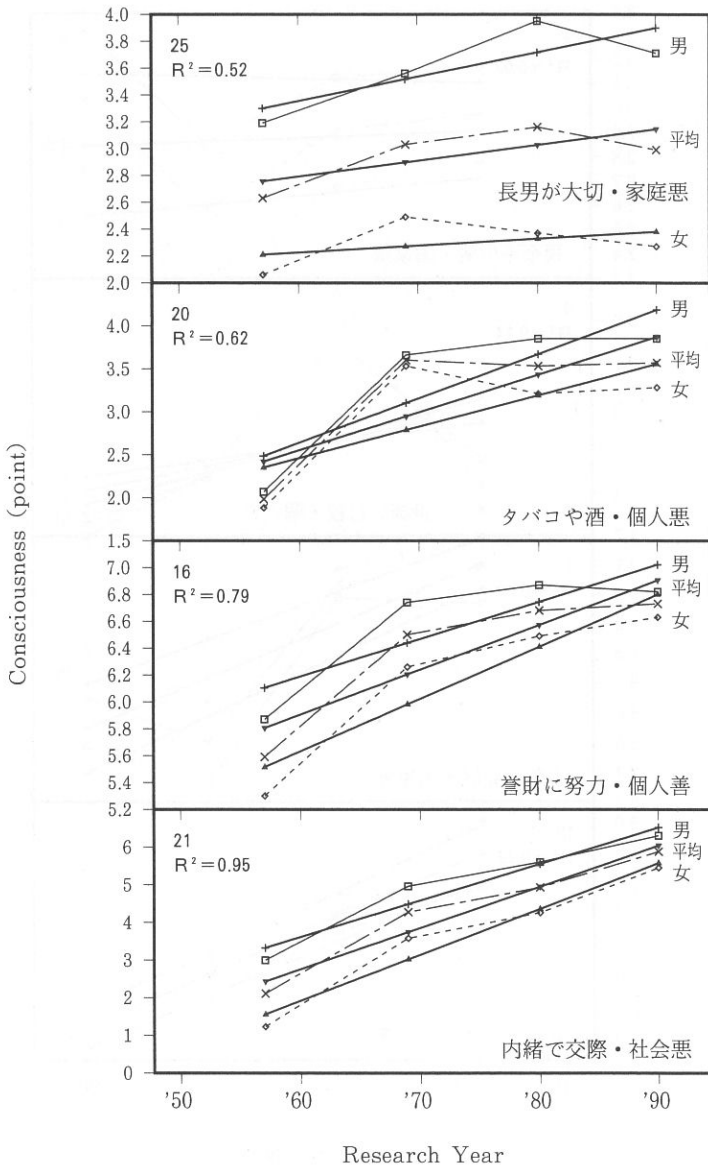 Consciousness (point)
4.0
3.8
3.6
3.4
3.2
3.0
2.8
2.6
2.4
2.2
2.0
25
R²=0.52
男
平均
女
長男が大切・家庭悪
4.0
3.5
3.0
2.5
2.0
1.5
20
R²=0.62
男
平均
女
タバコや酒・個人悪
7.0
6.8
6.4
6.2
6.0
5.8
5.6
5.4
5.2
16
R²=0.79
男
平均
女
誉財に努力・個人善
6
5
4
3
2
1
0
21
R²=0.95
男
平均
女
内緒で交際・社会悪
'50 '60 '70 '80 '90
Research Year